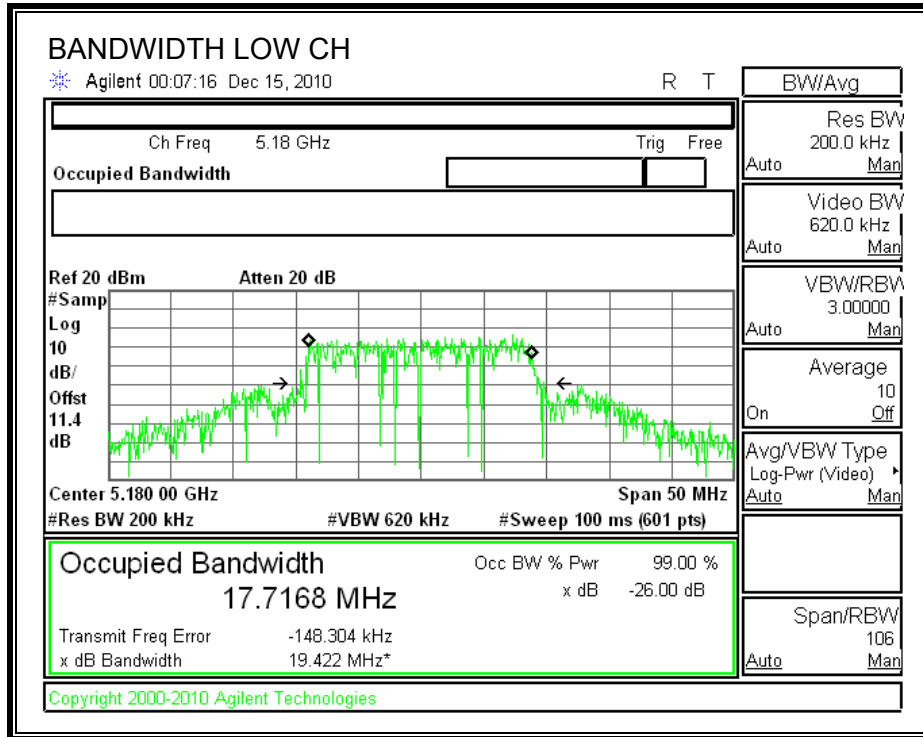 BANDWIDTH LOW CH
Agilent 00:07:16 Dec 15, 2010 R T
Ch Freq 5.18 GHz Trig Free
Occupied Bandwidth
Ref 20 dBm Atten 20 dB
#Samp
Log
10
dB/
Offst
11.4
dB
Center 5.180 00 GHz Span 50 MHz
#Res BW 200 kHz #VBW 620 kHz #Sweep 100 ms (601 pts)
Occupied Bandwidth Occ BW % Pwr 99.00 %
17.7168 MHz x dB -26.00 dB
Transmit Freq Error -148.304 kHz
x dB Bandwidth 19.422 MHz*
Copyright 2000-2010 Agilent Technologies
BW/Avg
Res BW
200.0 kHz
Auto Man
Video BW
620.0 kHz
Auto Man
VBW/RBW
3.00000
Auto Man
Average
10
On Off
Avg/VBW Type
Log-Pwr (Video)
Auto Man
Span/RBW
106
Auto Man